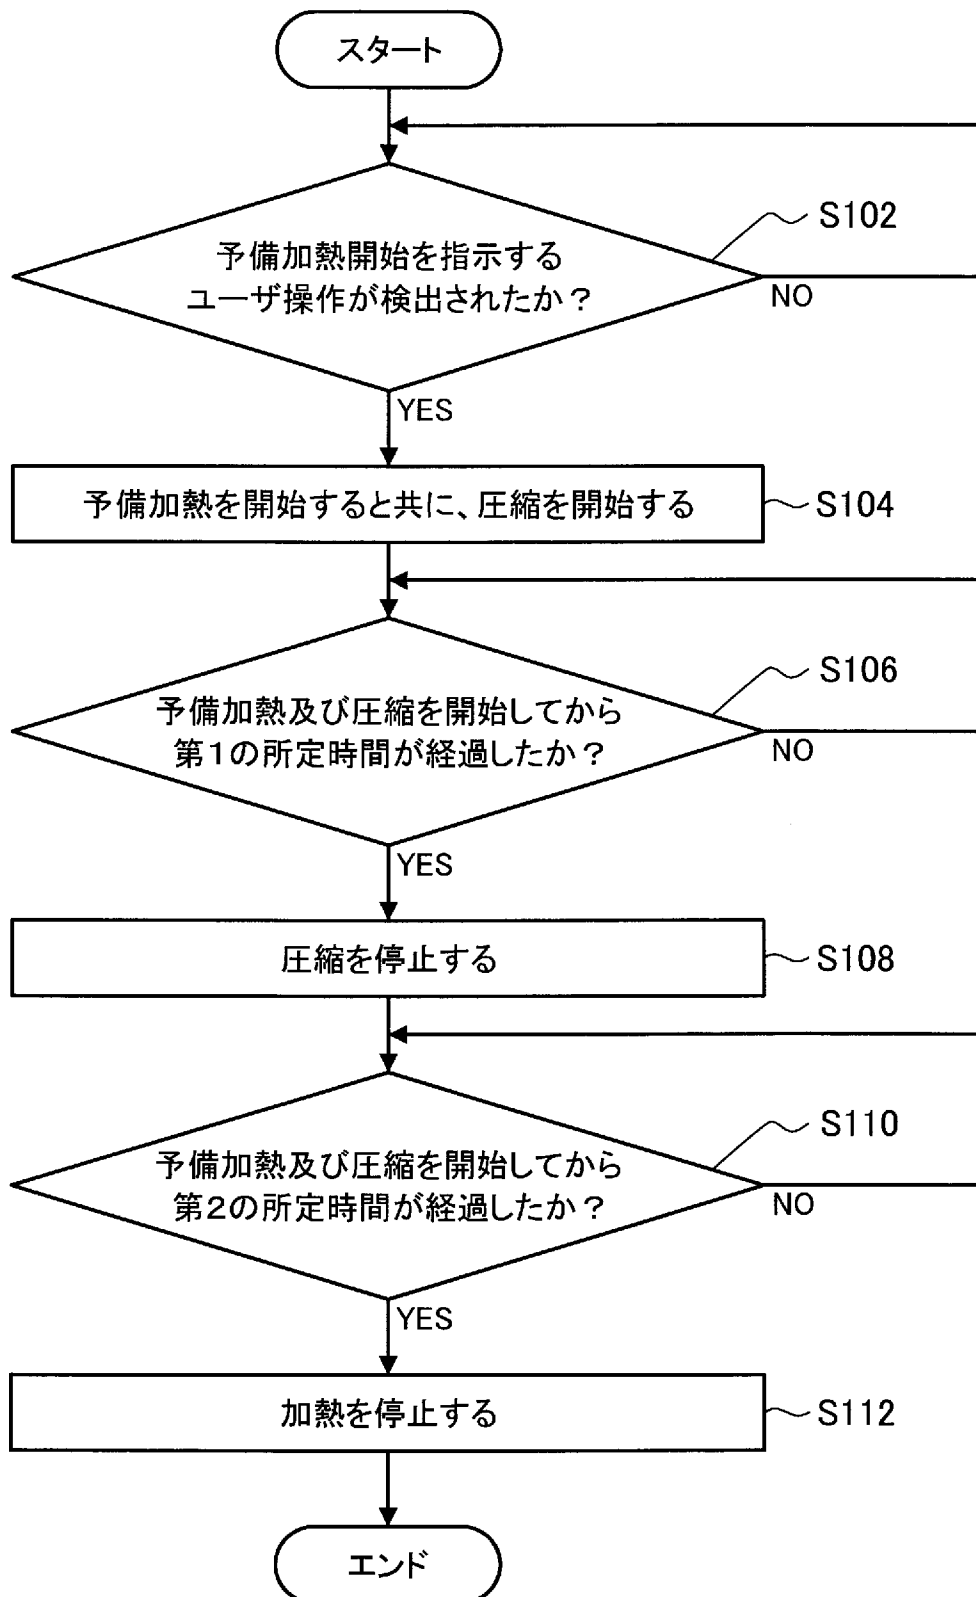 スタート
S102
予備加熱開始を指示する
ユーザ操作が検出されたか？
NO
YES
予備加熱を開始すると共に、圧縮を開始する
S104
S106
予備加熱及び圧縮を開始してから
第１の所定時間が経過したか？
NO
YES
圧縮を停止する
S108
S110
予備加熱及び圧縮を開始してから
第２の所定時間が経過したか？
NO
YES
加熱を停止する
S112
エンド